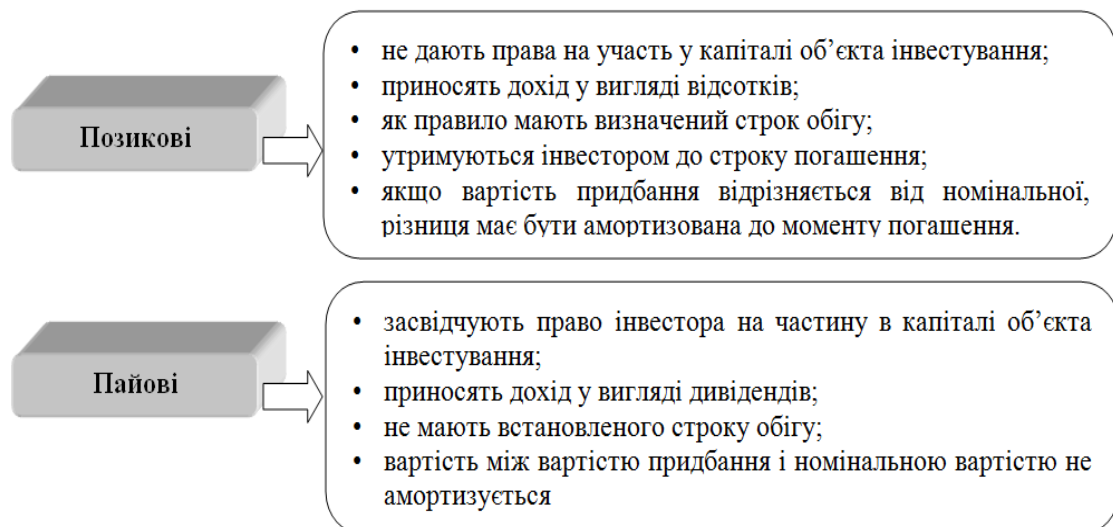 Позикові
• не дають права на участь у капіталі об’єкта інвестування;
• приносять дохід у вигляді відсотків;
• як правило мають визначений строк обігу;
• утримуються інвестором до строку погашення;
• якщо вартість придбання відрізняється від номінальної,
різниця має бути амортизована до моменту погашення.
Пайові
• засвідчують право інвестора на частину в капіталі об’єкта
інвестування;
• приносять дохід у вигляді дивідендів;
• не мають встановленого строку обігу;
• вартість між вартістю придбання і номінальною вартістю не
амортизується